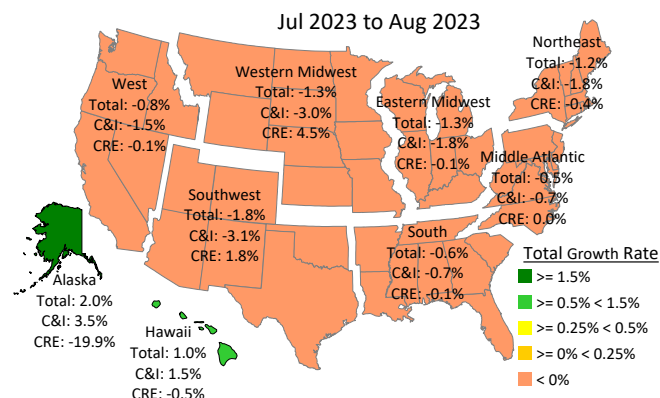 Jul 2023 to Aug 2023
Northeast
Total: -1.2%
C&I: -1.8%
CRE: -0.4%
West
Total: -0.8%
C&I: -1.5%
CRE: -0.1%
Western Midwest
Total: -1.3%
C&I: -3.0%
CRE: 4.5%
Eastern Midwest
Total: -1.3%
C&I: -1.8%
CRE: -0.1%
Middle Atlantic
Total: -0.5%
C&I: -0.7%
CRE: 0.0%
Southwest
Total: -1.8%
C&I: -3.1%
CRE: 1.8%
South
Total: -0.6%
C&I: -0.7%
CRE: -0.1%
Alaska
Total: 2.0%
C&I: 3.5%
CRE: -19.9%
Hawaii
Total: 1.0%
C&I: 1.5%
CRE: -0.5%
Total Growth Rate
>= 1.5%
>= 0.5% < 1.5%
>= 0.25% < 0.5%
>= 0% < 0.25%
< 0%